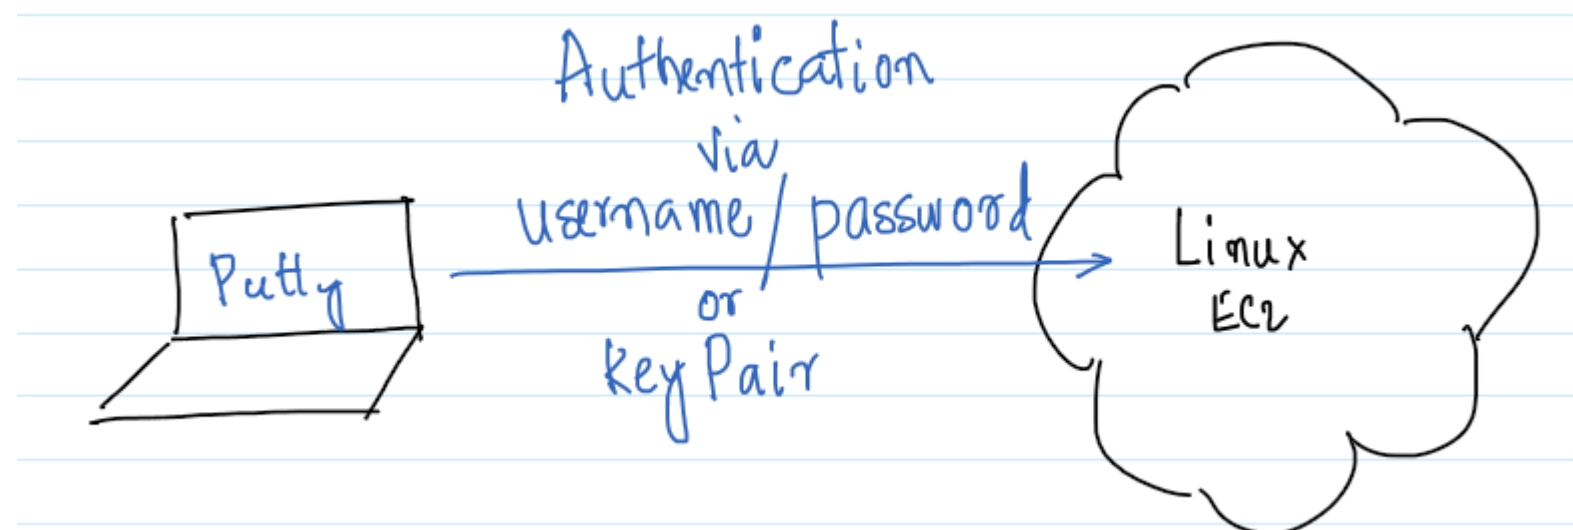 Authentication
via
username/password
or
Key Pair
Putty
Linux
EC2